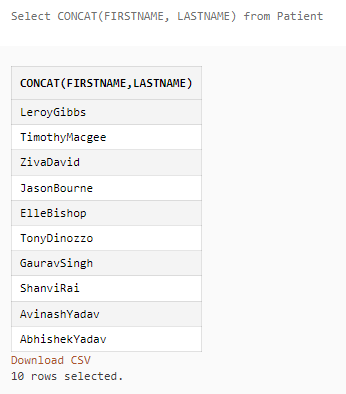 Select CONCAT(FIRSTNAME, LASTNAME) from Patient
CONCAT(FIRSTNAME,LASTNAME)
LeroyGibbs
TimothyMacgee
ZivaDavid
JasonBourne
ElleBishop
TonyDinozzo
GauravSingh
ShanviRai
AvinashYadav
AbhishekYadav
Download CSV
10 rows selected.